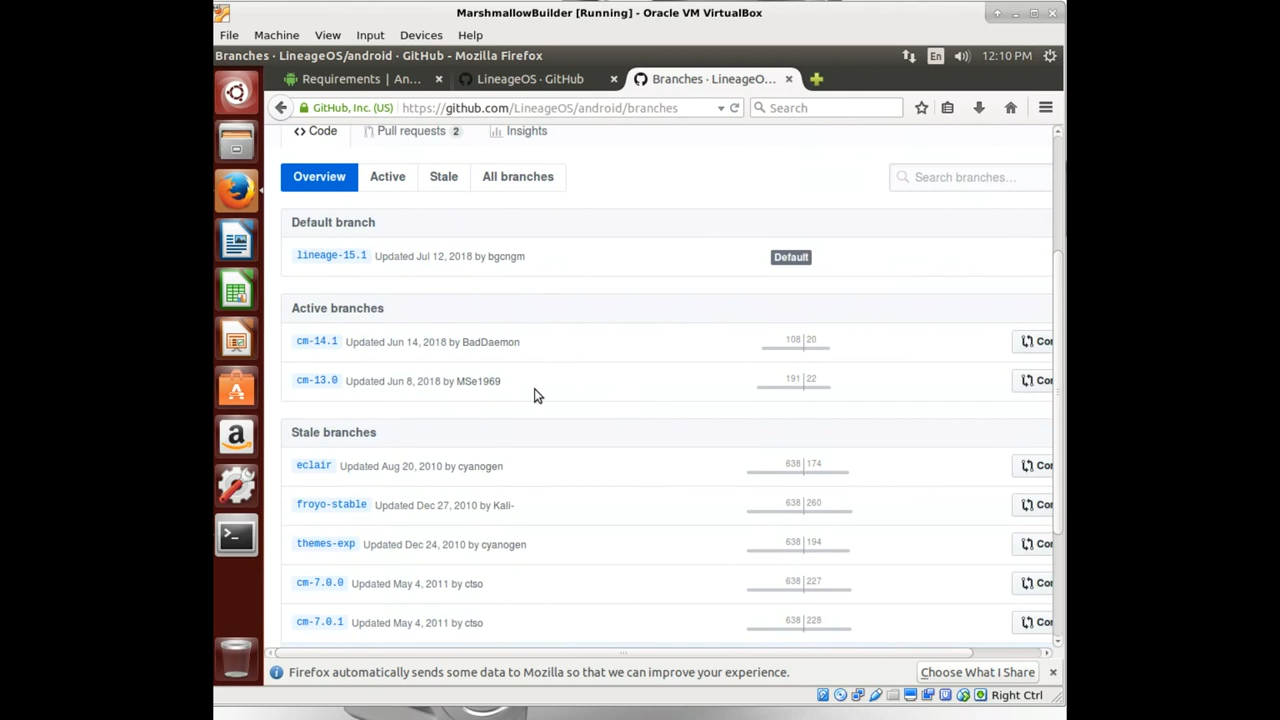 MarshmallowBuilder [Running] - Oracle VM VirtualBox
File Machine View Input Devices Help
Branches · LineageOS/android · GitHub - Mozilla Firefox En 12:10 PM
Requirements | An... LineageOS · GitHub Branches · LineageO...
GitHub, Inc. (US) https://github.com/LineageOS/android/branches Search
Code Pull requests 2 Insights
Overview Active Stale All branches Search branches...
Default branch
lineage-15.1 Updated Jul 12, 2018 by bgcngm Default
Active branches
cm-14.1 Updated Jun 14, 2018 by BadDaemon 108 20 Con
cm-13.0 Updated Jun 8, 2018 by MSe1969 191 22 Con
Stale branches
eclair Updated Aug 20, 2010 by cyanogen 638 174 Con
froyo-stable Updated Dec 27, 2010 by Kali- 638 260 Con
themes-exp Updated Dec 24, 2010 by cyanogen 638 194 Con
cm-7.0.0 Updated May 4, 2011 by ctso 638 227 Con
cm-7.0.1 Updated May 4, 2011 by ctso 638 228 Con
Firefox automatically sends some data to Mozilla so that we can improve your experience. Choose What I Share
Right Ctrl